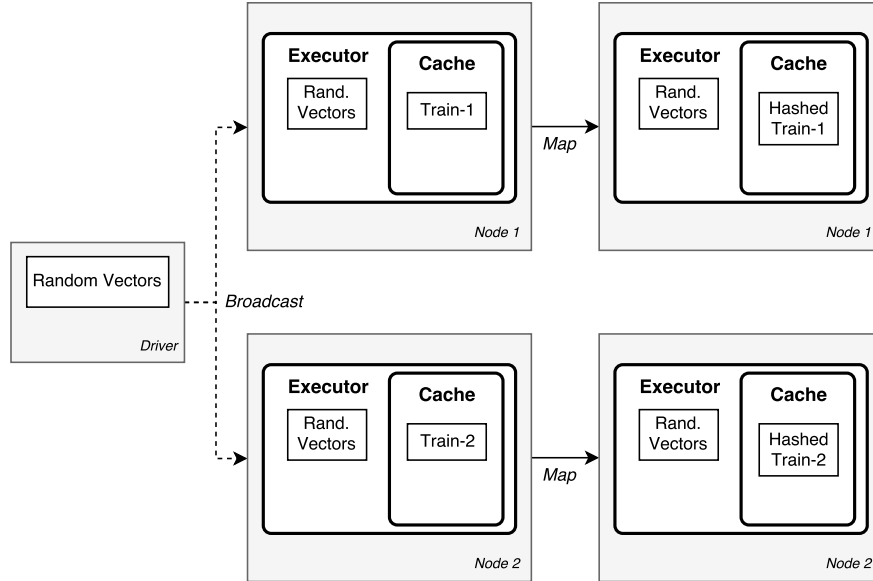 Executor
Rand.
Vectors
Cache
Train-1
Node 1
Map
Executor
Rand.
Vectors
Cache
Hashed
Train-1
Node 1
Random Vectors
Driver
Broadcast
Executor
Rand.
Vectors
Cache
Train-2
Node 2
Map
Executor
Rand.
Vectors
Cache
Hashed
Train-2
Node 2